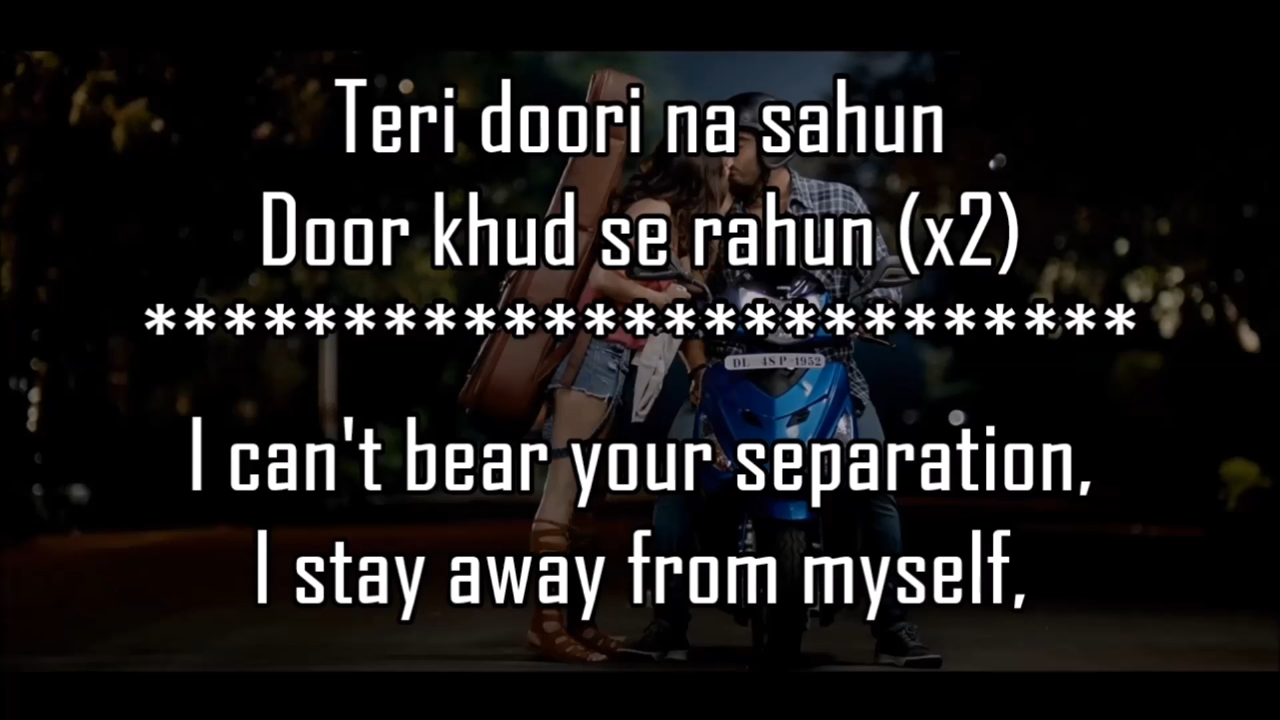 Teri doori na sahun
Door khud se rahun (x2)
*************************
DL 4S P 1952
I can't bear your separation,
I stay away from myself,